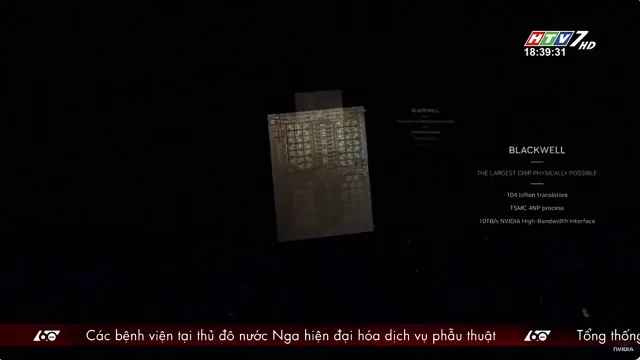 HTV7 HD
18:39:31
BLACKWELL
BLACKWELL
THE LARGEST CHIP PHYSICALLY POSSIBLE
104 billion transistors
TSMC 4NP process
10TB/s NVIDIA High-Bandwidth Interface
60 Các bệnh viện tại thủ đô nước Nga hiện đại hóa dịch vụ phẫu thuật 60 Tổng thống
NVIDIA